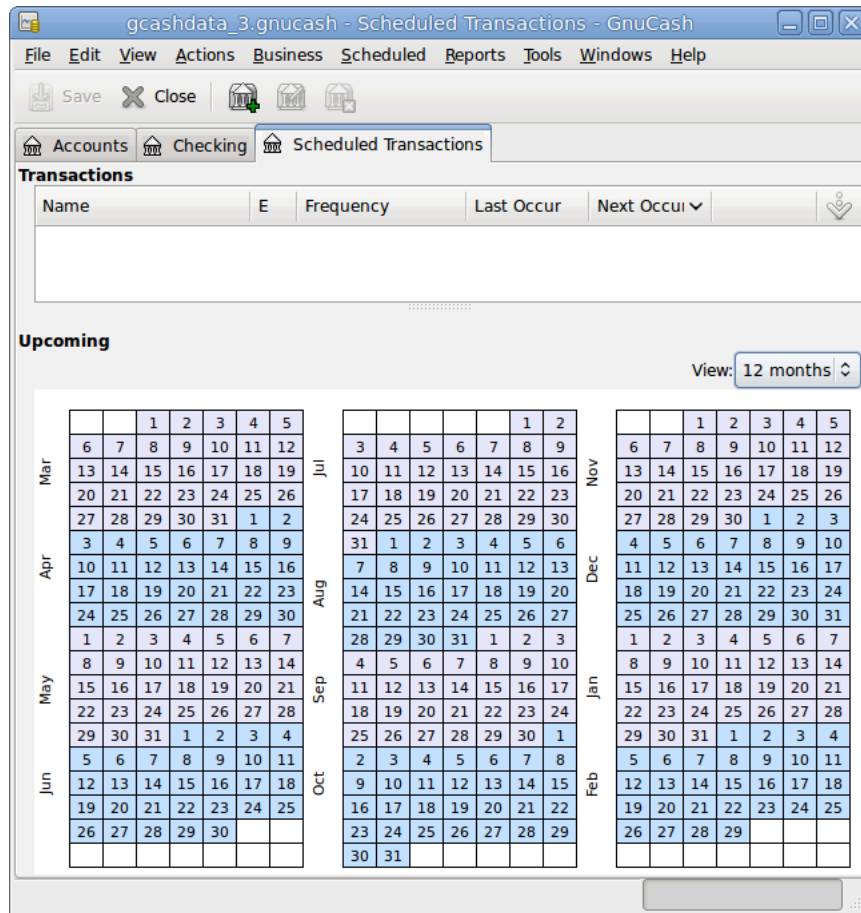 gcashdata_3.gnucash - Scheduled Transactions - GnuCash
File Edit View Actions Business Scheduled Reports Tools Windows Help
Save Close
Accounts Checking Scheduled Transactions
Transactions
Name E Frequency Last Occur Next Occur
Upcoming
View: 12 months
Mar
1 2 3 4 5
6 7 8 9 10 11 12
13 14 15 16 17 18 19
20 21 22 23 24 25 26
27 28 29 30 31 1 2
Apr
3 4 5 6 7 8 9
10 11 12 13 14 15 16
17 18 19 20 21 22 23
24 25 26 27 28 29 30
May
1 2 3 4 5 6 7
8 9 10 11 12 13 14
15 16 17 18 19 20 21
22 23 24 25 26 27 28
29 30 31 1 2 3 4
Jun
5 6 7 8 9 10 11
12 13 14 15 16 17 18
19 20 21 22 23 24 25
26 27 28 29 30
Jul
1 2
3 4 5 6 7 8 9
10 11 12 13 14 15 16
17 18 19 20 21 22 23
24 25 26 27 28 29 30
31 1 2 3 4 5 6
Aug
7 8 9 10 11 12 13
14 15 16 17 18 19 20
21 22 23 24 25 26 27
28 29 30 31 1 2 3
Sep
4 5 6 7 8 9 10
11 12 13 14 15 16 17
18 19 20 21 22 23 24
25 26 27 28 29 30 1
Oct
2 3 4 5 6 7 8
9 10 11 12 13 14 15
16 17 18 19 20 21 22
23 24 25 26 27 28 29
30 31
Nov
1 2 3 4 5
6 7 8 9 10 11 12
13 14 15 16 17 18 19
20 21 22 23 24 25 26
27 28 29 30 1 2 3
Dec
4 5 6 7 8 9 10
11 12 13 14 15 16 17
18 19 20 21 22 23 24
25 26 27 28 29 30 31
Jan
1 2 3 4 5 6 7
8 9 10 11 12 13 14
15 16 17 18 19 20 21
22 23 24 25 26 27 28
29 30 31 1 2 3 4
Feb
5 6 7 8 9 10 11
12 13 14 15 16 17 18
19 20 21 22 23 24 25
26 27 28 29